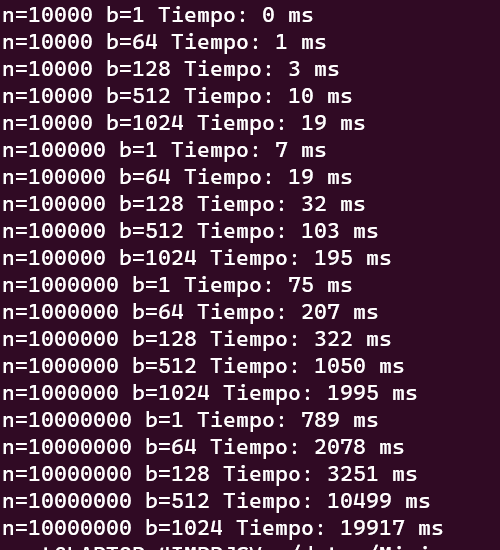 n=10000 b=1 Tiempo: 0 ms
n=10000 b=64 Tiempo: 1 ms
n=10000 b=128 Tiempo: 3 ms
n=10000 b=512 Tiempo: 10 ms
n=10000 b=1024 Tiempo: 19 ms
n=100000 b=1 Tiempo: 7 ms
n=100000 b=64 Tiempo: 19 ms
n=100000 b=128 Tiempo: 32 ms
n=100000 b=512 Tiempo: 103 ms
n=100000 b=1024 Tiempo: 195 ms
n=1000000 b=1 Tiempo: 75 ms
n=1000000 b=64 Tiempo: 207 ms
n=1000000 b=128 Tiempo: 322 ms
n=1000000 b=512 Tiempo: 1050 ms
n=1000000 b=1024 Tiempo: 1995 ms
n=10000000 b=1 Tiempo: 789 ms
n=10000000 b=64 Tiempo: 2078 ms
n=10000000 b=128 Tiempo: 3251 ms
n=10000000 b=512 Tiempo: 10499 ms
n=10000000 b=1024 Tiempo: 19917 ms